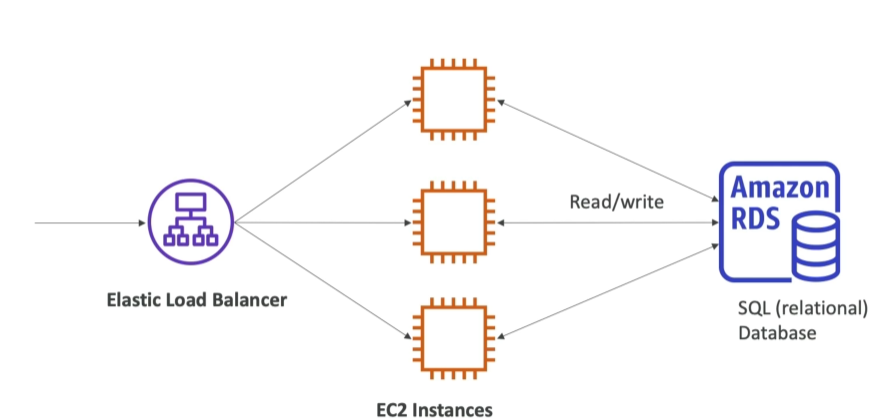 Amazon
RDS
Read/write
Elastic Load Balancer
SQL (relational)
Database
EC2 Instances